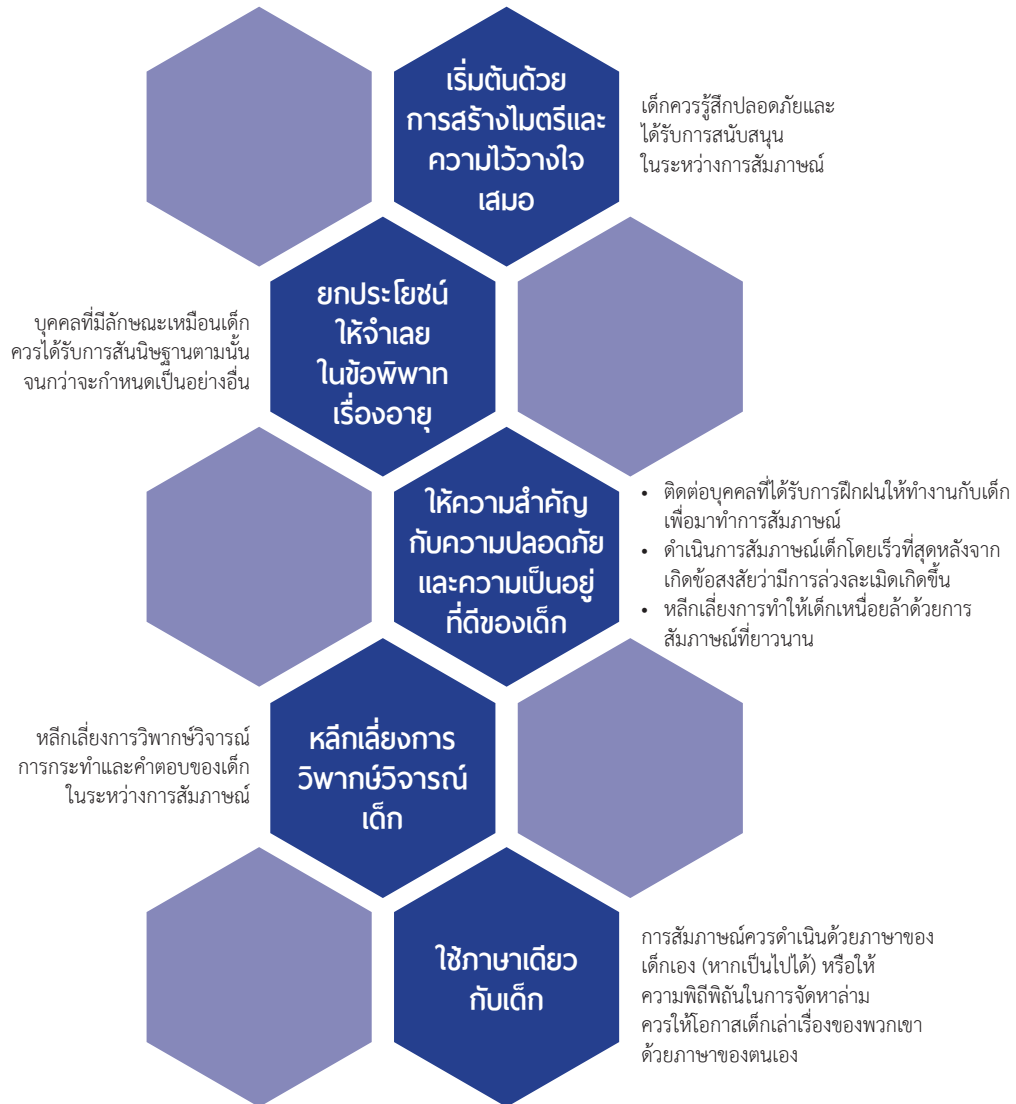 เริ่มต้นด้วย
การสร้างไมตรีและ
ความไว้วางใจ
เสมอ
เด็กควรรู้สึกปลอดภัยและ
ได้รับการสนับสนุน
ในระหว่างการสัมภาษณ์
ยกประโยชน์
ให้จำเลย
ในข้อพิพาท
เรื่องอายุ
บุคคลที่มีลักษณะเหมือนเด็ก
ควรได้รับการสันนิษฐานตามนั้น
จนกว่าจะกำหนดเป็นอย่างอื่น
ให้ความสำคัญ
กับความปลอดภัย
และความเป็นอยู่
ที่ดีของเด็ก
• ติดต่อบุคคลที่ได้รับการฝึกฝนให้ทำงานกับเด็ก
เพื่อมาทำการสัมภาษณ์
• ดำเนินการสัมภาษณ์เด็กโดยเร็วที่สุดหลังจาก
เกิดข้อสงสัยว่ามีการล่วงละเมิดเกิดขึ้น
• หลีกเลี่ยงการทำให้เด็กเหนื่อยล้าด้วยการ
สัมภาษณ์ที่ยาวนาน
หลีกเลี่ยงการ
วิพากษ์วิจารณ์
เด็ก
หลีกเลี่ยงการวิพากษ์วิจารณ์
การกระทำและคำตอบของเด็ก
ในระหว่างการสัมภาษณ์
ใช้ภาษาเดียว
กับเด็ก
การสัมภาษณ์ควรดำเนินด้วยภาษาของ
เด็กเอง (หากเป็นไปได้) หรือให้
ความพิถีพิถันในการจัดหาล่าม
ควรให้โอกาสเด็กเล่าเรื่องของพวกเขา
ด้วยภาษาของตนเอง